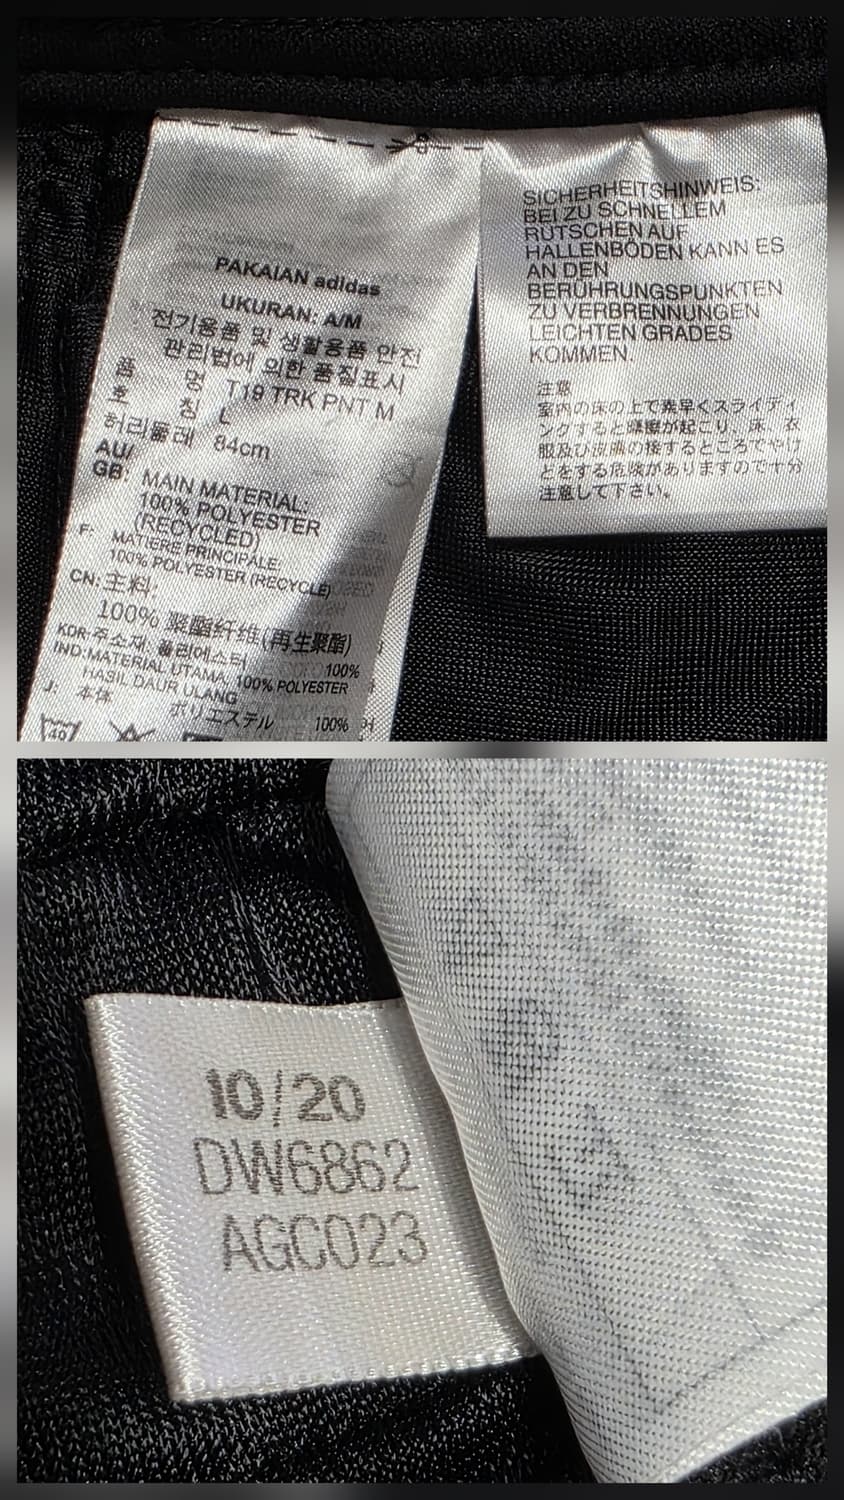 PAKAIAN adidas
UKURAN: A/M
전기용품 및 생활용품 안전
관리법에 의한 품질표시
품 명 T19 TRK PNT M
호 칭 L
허리둘레 84cm
AU/
GB: MAIN MATERIAL:
100% POLYESTER
(RECYCLED)
F: MATIERE PRINCIPALE:
100% POLYESTER (RECYCLE)
CN: 主料:
100% 聚酯纤维(再生聚酯)
KOR:주소재: 폴리에스터 100%
IND:MATERIAL UTAMA, 100% POLYESTER
HASIL DAUR ULANG
J. 本体
ポリエステル 100%
40
SICHERHEITSHINWEIS:
BEI ZU SCHNELLEM
RUTSCHEN AUF
HALLENBÖDEN KANN ES
AN DEN
BERÜHRUNGSPUNKTEN
ZU VERBRENNUNGEN
LEICHTEN GRADES
KOMMEN.
注意
室内の床の上で素早くスライディ
ングすると摩擦が起こり、床、衣
服及び皮膚の接するところでやけ
どをする危険がありますので十分
注意して下さい。
10/20
DW6862
AGC023